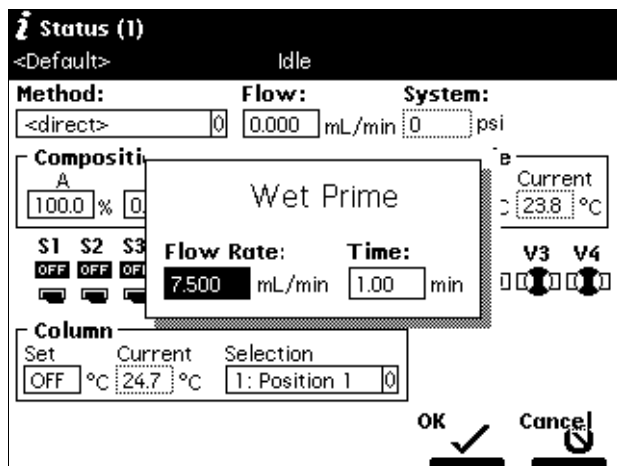 i Status (1)
<Default> Idle
Method: Flow: System:
<direct> 0 0.000 mL/min 0 psi
A Current
100.0 % 0. 23.8 °C
Wet Prime
S1 S2 S3 Flow Rate: Time: V3 V4
OFF OFF 7.500 mL/min 1.00 min
Column
Set Current Selection
OFF °C 24.7 °C 1: Position 1 0
OK Cancel